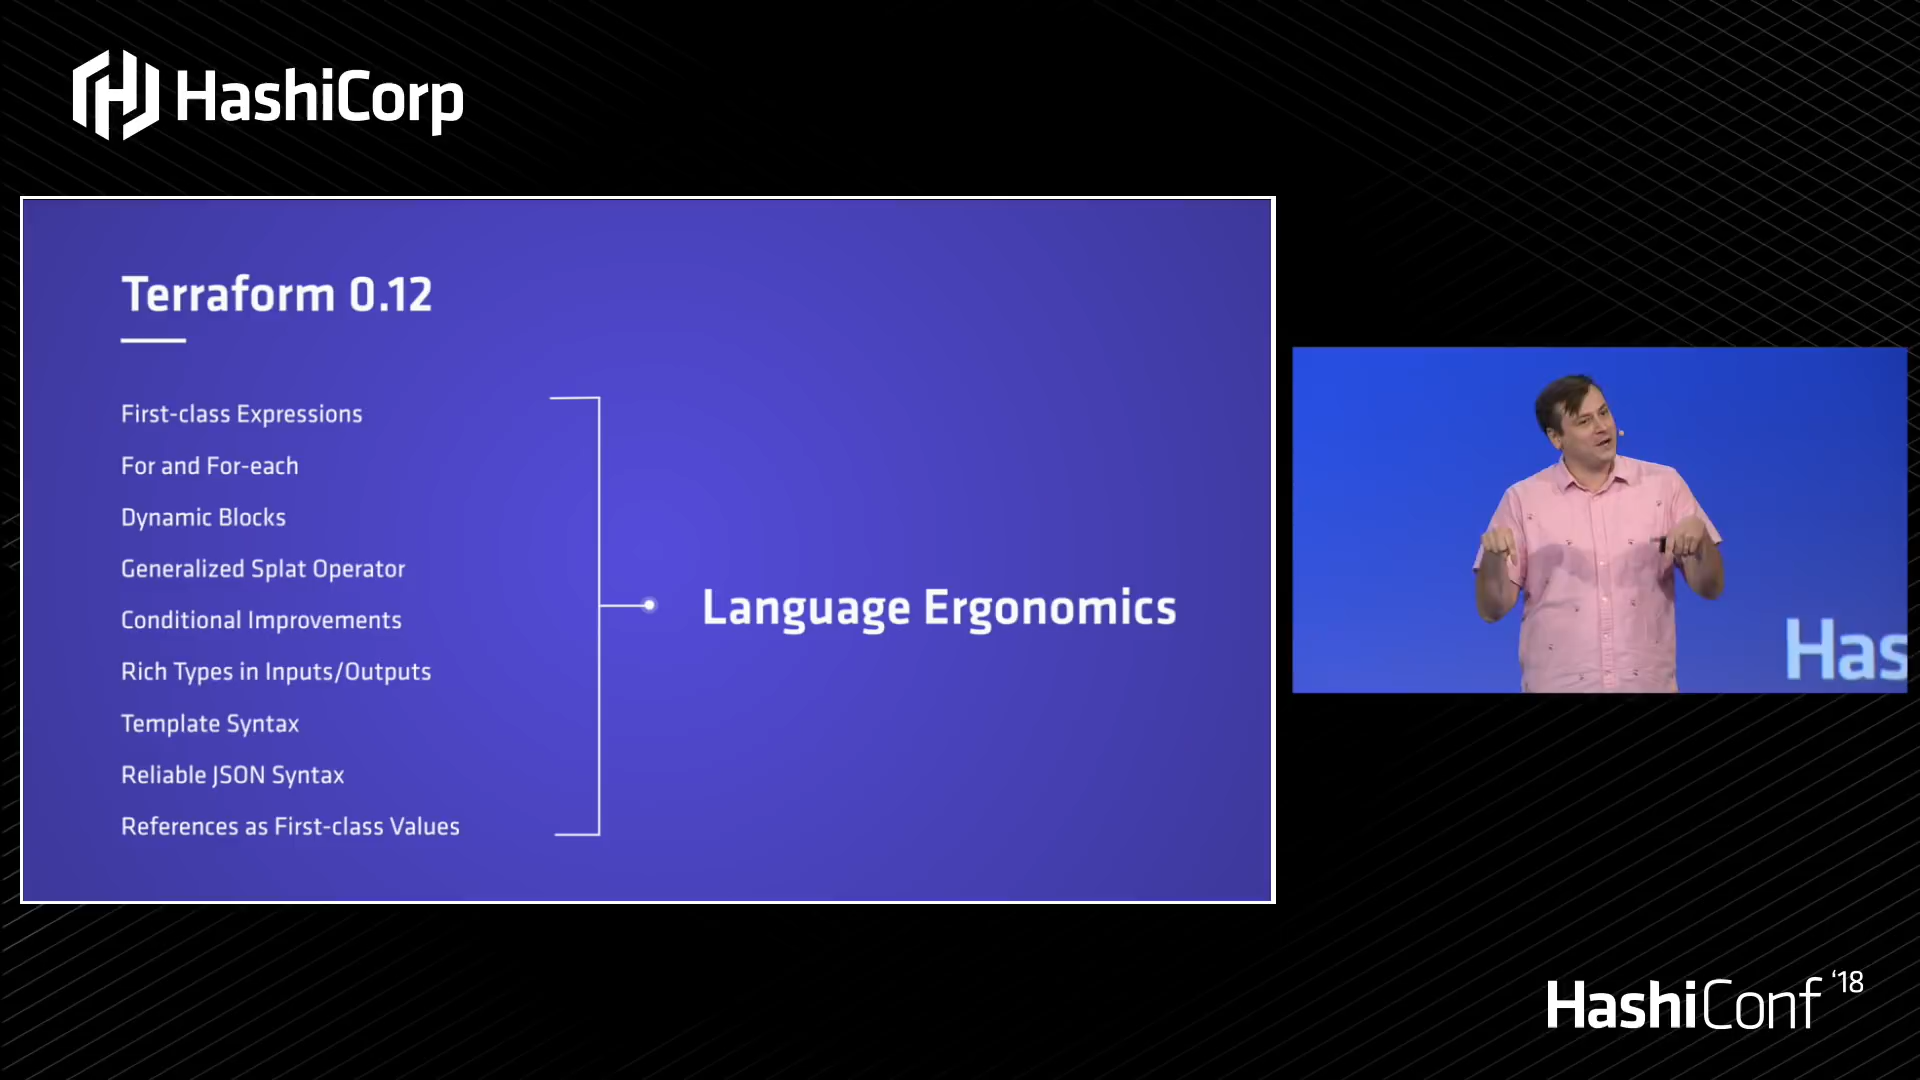 HashiCorp
Terraform 0.12
First-class Expressions
For and For-each
Dynamic Blocks
Generalized Splat Operator
Conditional Improvements
Rich Types in Inputs/Outputs
Template Syntax
Reliable JSON Syntax
References as First-class Values
Language Ergonomics
Has
HashiConf '18